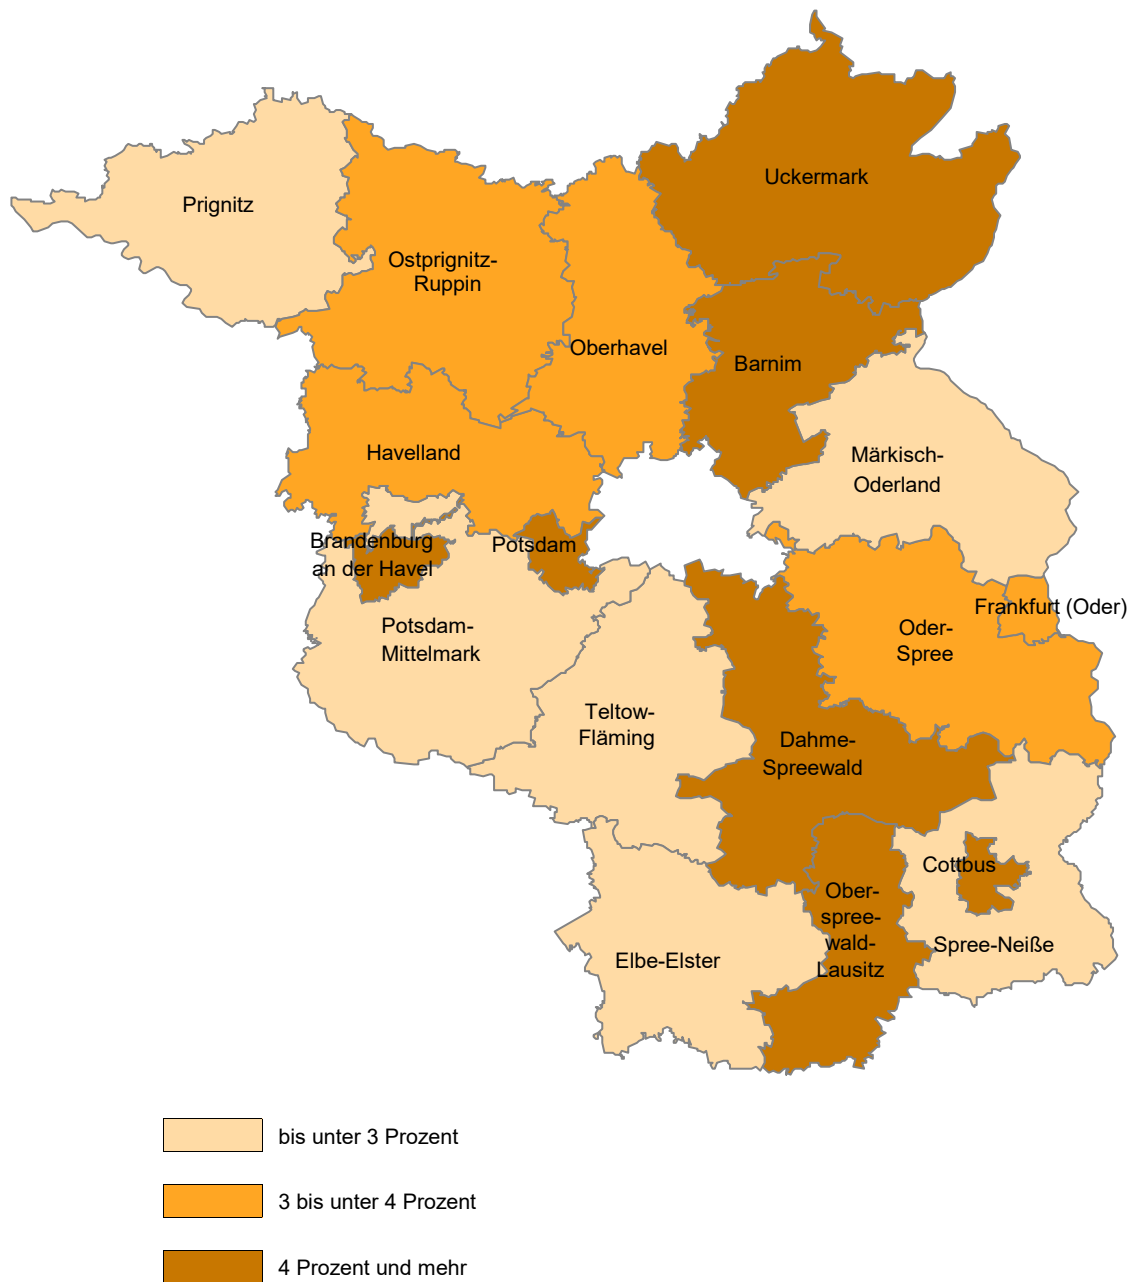 Uckermark
Prignitz
Ostprignitz-
Ruppin
Oberhavel
Barnim
Havelland
Märkisch-
Oderland
Brandenburg
an der Havel
Potsdam
Frankfurt (Oder)
Potsdam-
Mittelmark
Oder-
Spree
Teltow-
Fläming
Dahme-
Spreewald
Cottbus
Ober-
spree-
wald-
Lausitz
Spree-Neiße
Elbe-Elster
bis unter 3 Prozent
3 bis unter 4 Prozent
4 Prozent und mehr